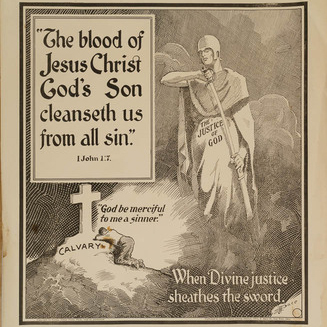 "The blood of
Jesus Christ
God's Son
cleanseth us
from all sin."
I John 1:7.
THE
JUSTICE
OF
GOD
"God be merciful
to me a sinner."
CALVARY
When Divine justice
sheathes the sword.